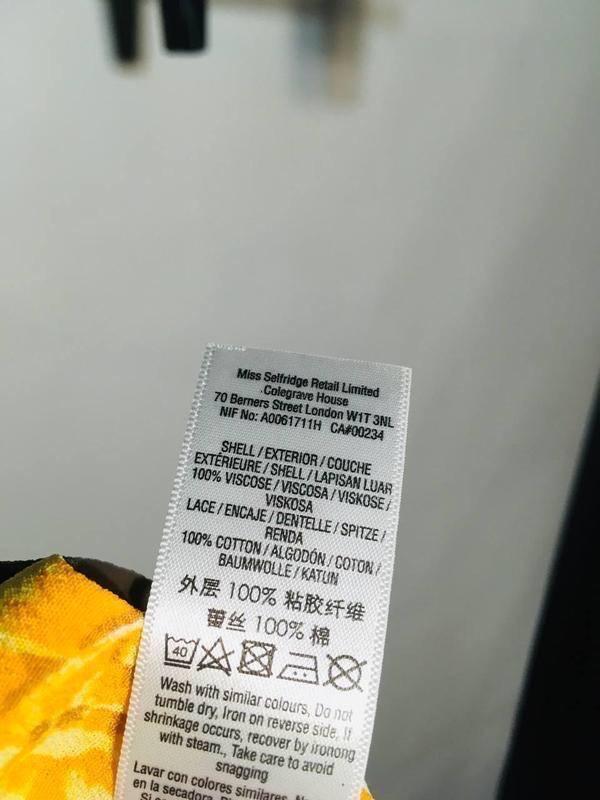 Miss Selfridge Retail Limited
Colegrave House
70 Berners Street London W1T 3NL
NIF No: A0061711H CA#00234
SHELL / EXTERIOR / COUCHE
EXTÉRIEURE / SHELL / LAPISAN LUAR
100% VISCOSE / VISCOSA / VISKOSE /
VISKOSA
LACE / ENCAJE / DENTELLE / SPITZE /
RENDA
100% COTTON / ALGODÓN / COTON /
BAUMWOLLE / KATUN
外层 100% 粘胶纤维
蕾丝 100% 棉
40
Wash with similar colours, Do not
tumble dry, Iron on reverse side, If
shrinkage occurs, recover by ironong
with steam., Take care to avoid
snagging
Lavar con colores similares,
en la secadora,